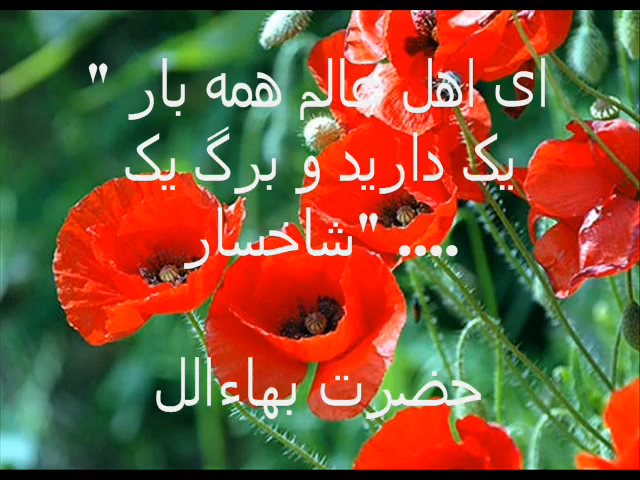 " ای اهل عالم همه بار
یک دارید و برگ یک
شاخسار" ....
حضرت بهاءالل